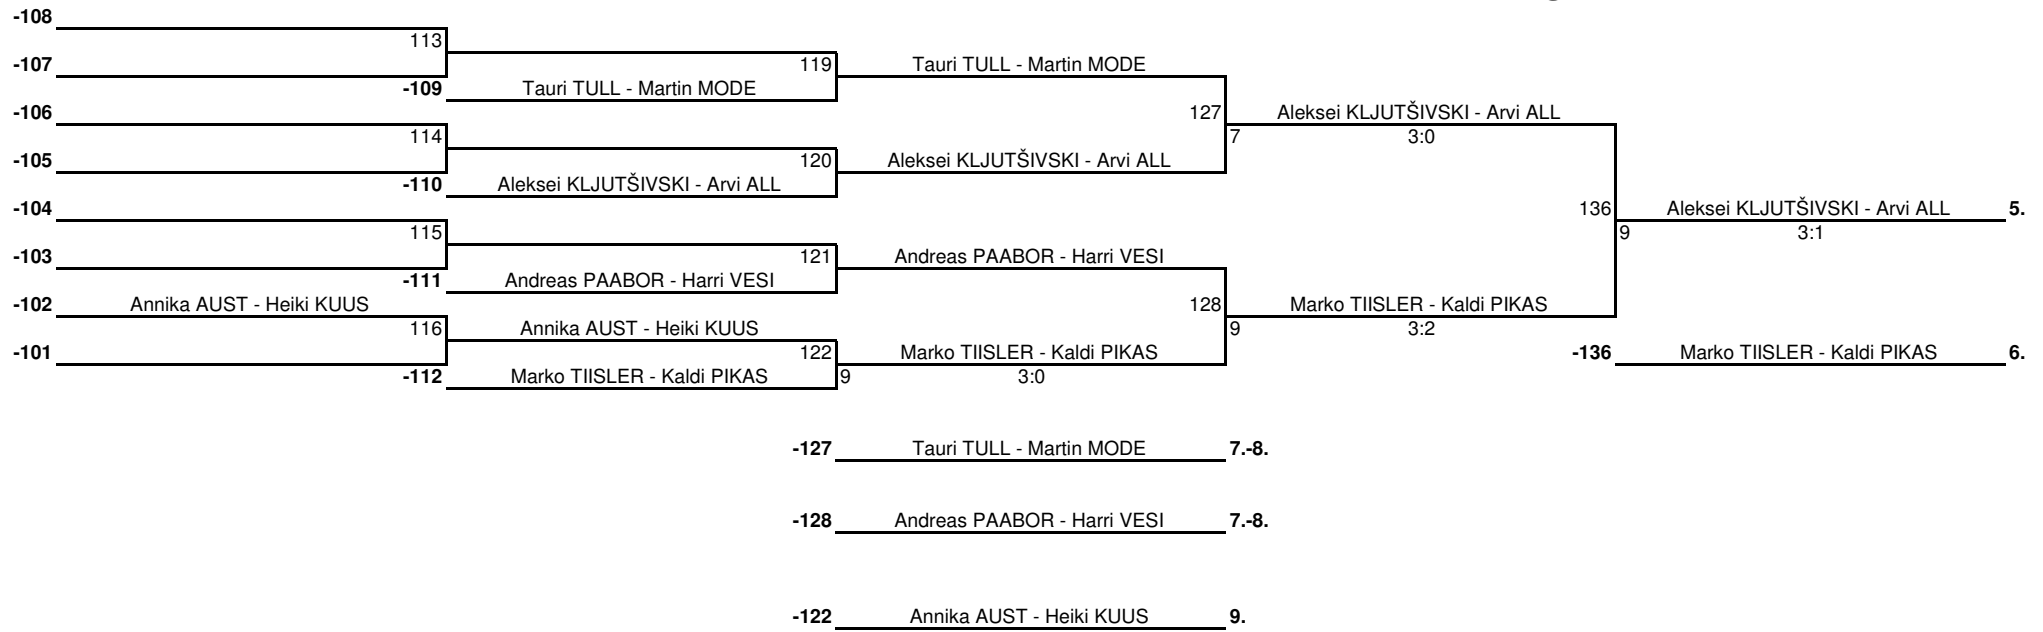 -108
113
-107
119 Tauri TULL - Martin MODE
-109 Tauri TULL - Martin MODE
-106
127 Aleksei KLJUTŠIVSKI - Arvi ALL
114
7 3:0
-105
120 Aleksei KLJUTŠIVSKI - Arvi ALL
-110 Aleksei KLJUTŠIVSKI - Arvi ALL
-104
136 Aleksei KLJUTŠIVSKI - Arvi ALL 5.
115
9 3:1
-103
121 Andreas PAABOR - Harri VESI
-111 Andreas PAABOR - Harri VESI
-102 Annika AUST - Heiki KUUS
128 Marko TIISLER - Kaldi PIKAS
116 Annika AUST - Heiki KUUS
9 3:2
-101
122 Marko TIISLER - Kaldi PIKAS
-136 Marko TIISLER - Kaldi PIKAS 6.
-112 Marko TIISLER - Kaldi PIKAS
9 3:0
-127 Tauri TULL - Martin MODE 7.-8.
-128 Andreas PAABOR - Harri VESI 7.-8.
-122 Annika AUST - Heiki KUUS 9.